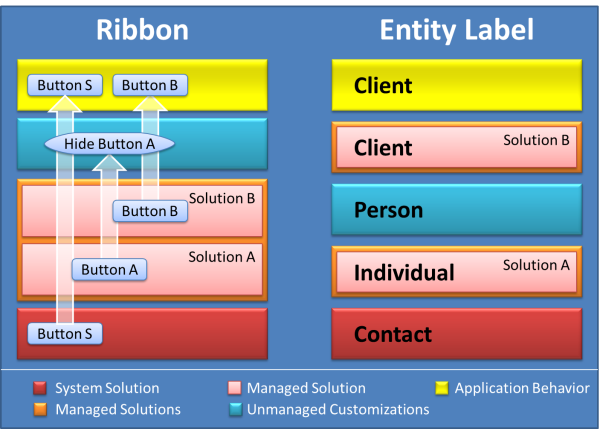 Ribbon
Button S
Button B
Hide Button A
Solution B
Button B
Solution A
Button A
Button S
Entity Label
Client
Solution B
Client
Person
Solution A
Individual
Contact
System Solution
Managed Solution
Application Behavior
Managed Solutions
Unmanaged Customizations